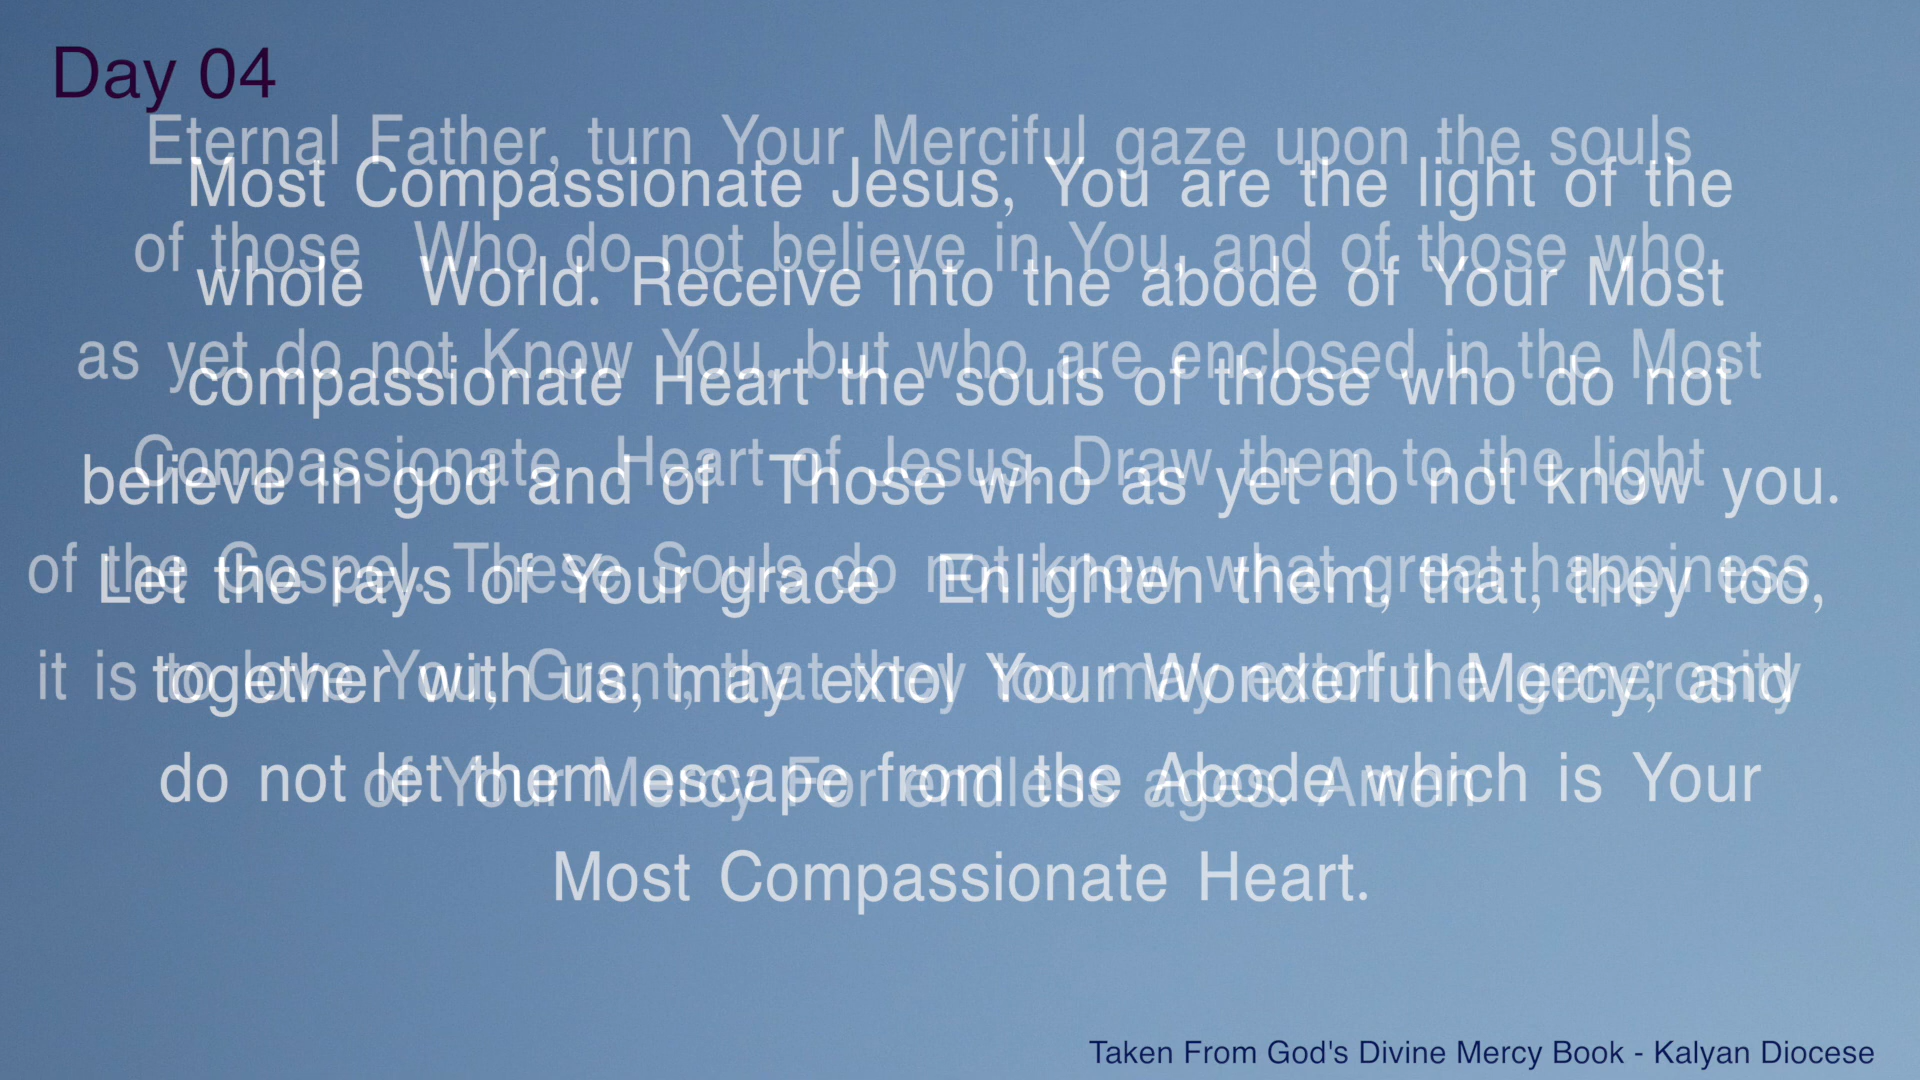 Day 04
Eternal Father, turn Your Merciful gaze upon the souls
Most Compassionate Jesus, You are the light of the
of those Who do not believe in You, and of those who
whole World. Receive into the abode of Your Most
as yet do not Know You, but who are enclosed in the Most
compassionate Heart the souls of those who do not
Compassionate Heart of Jesus. Draw them to the light
believe in god and of Those who as yet do not know you.
of the Gospel. These Souls do not know what great happiness
Let the rays of Your grace Enlighten them, that, they too,
it is to love You, Grant, that they too may extol the generosity
together with us, may extol Your Wonderful Mercy; and
of Your Mercy For endless ages. Amen
do not let them escape from the Abode which is Your
Most Compassionate Heart.
Taken From God's Divine Mercy Book - Kalyan Diocese